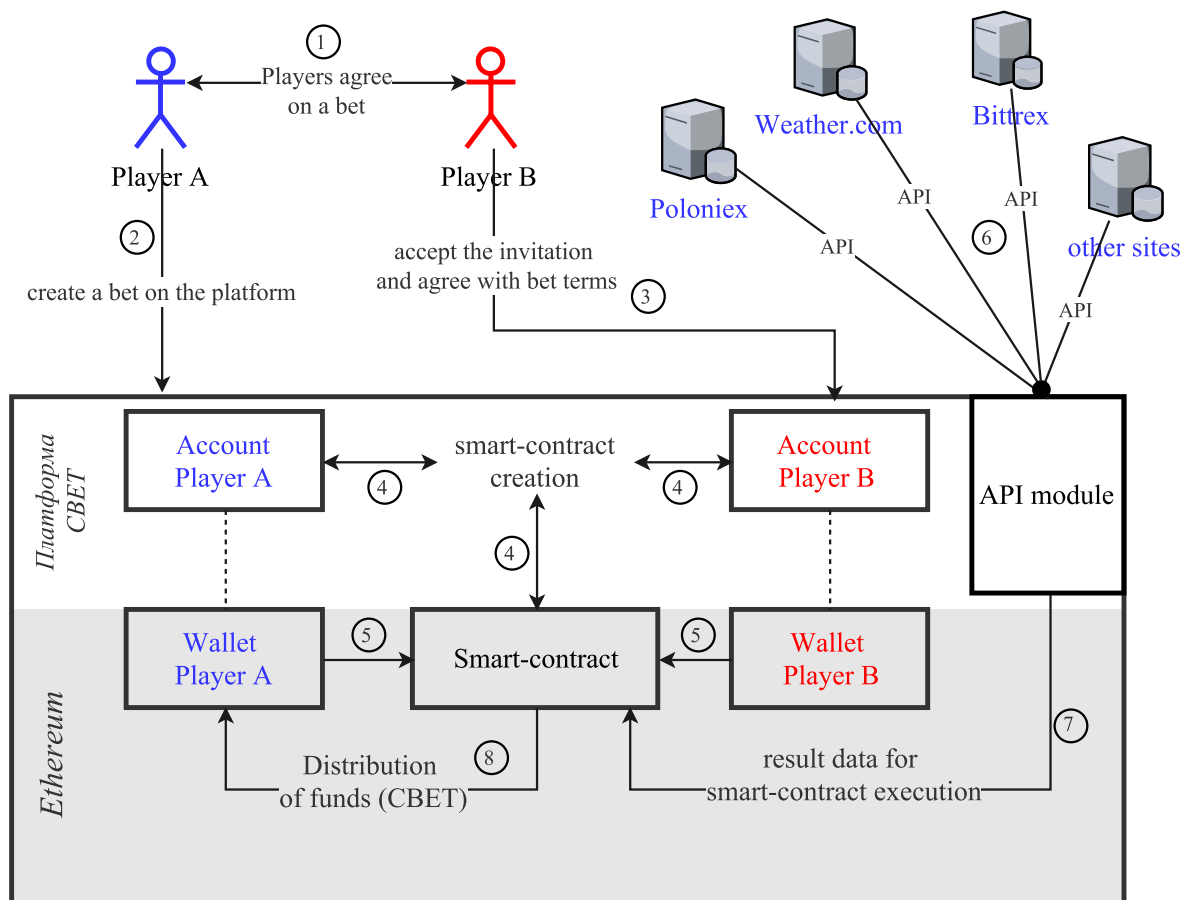 1
Players agree
on a bet
Player A
Player B
Poloniex
Weather.com
Bittrex
other sites
API
API
API
API
6
2
create a bet on the platform
accept the invitation
and agree with bet terms
3
Платформа
CBET
Account
Player A
4
smart-contract
creation
4
Account
Player B
API module
4
Ethereum
Wallet
Player A
5
Smart-contract
5
Wallet
Player B
7
8
Distribution
of funds (CBET)
result data for
smart-contract execution